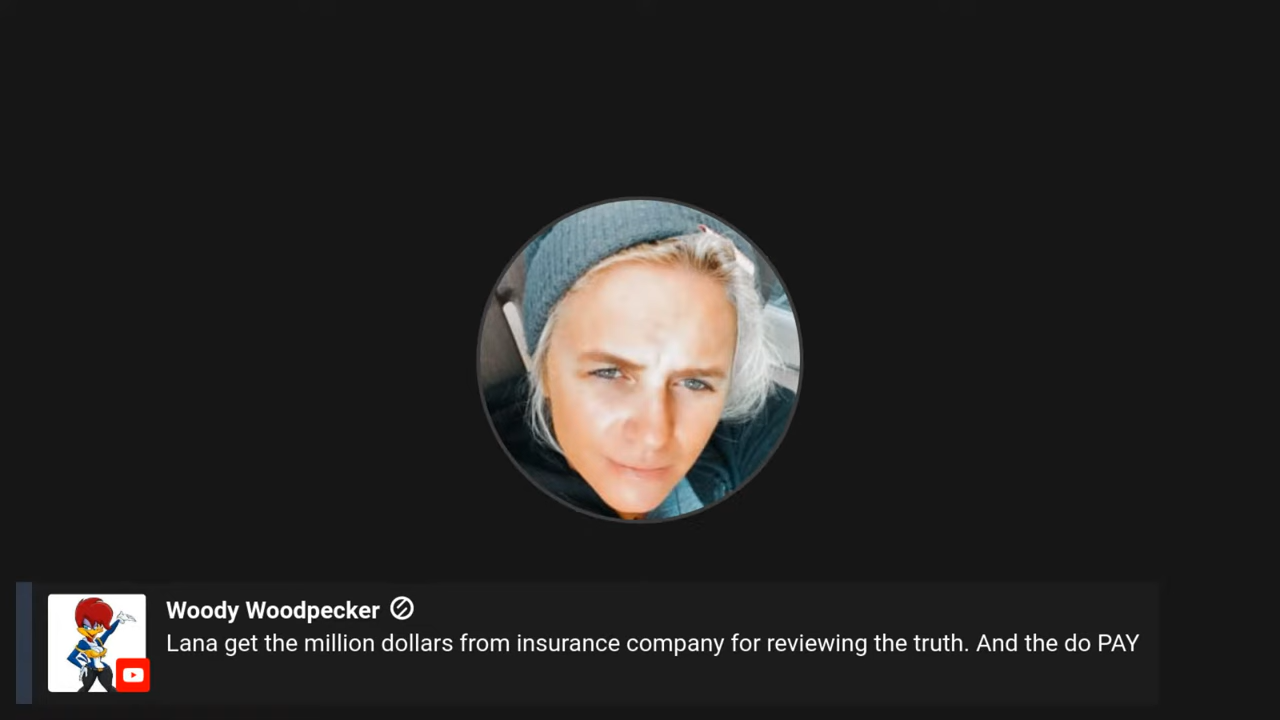 Woody Woodpecker
Lana get the million dollars from insurance company for reviewing the truth. And the do PAY